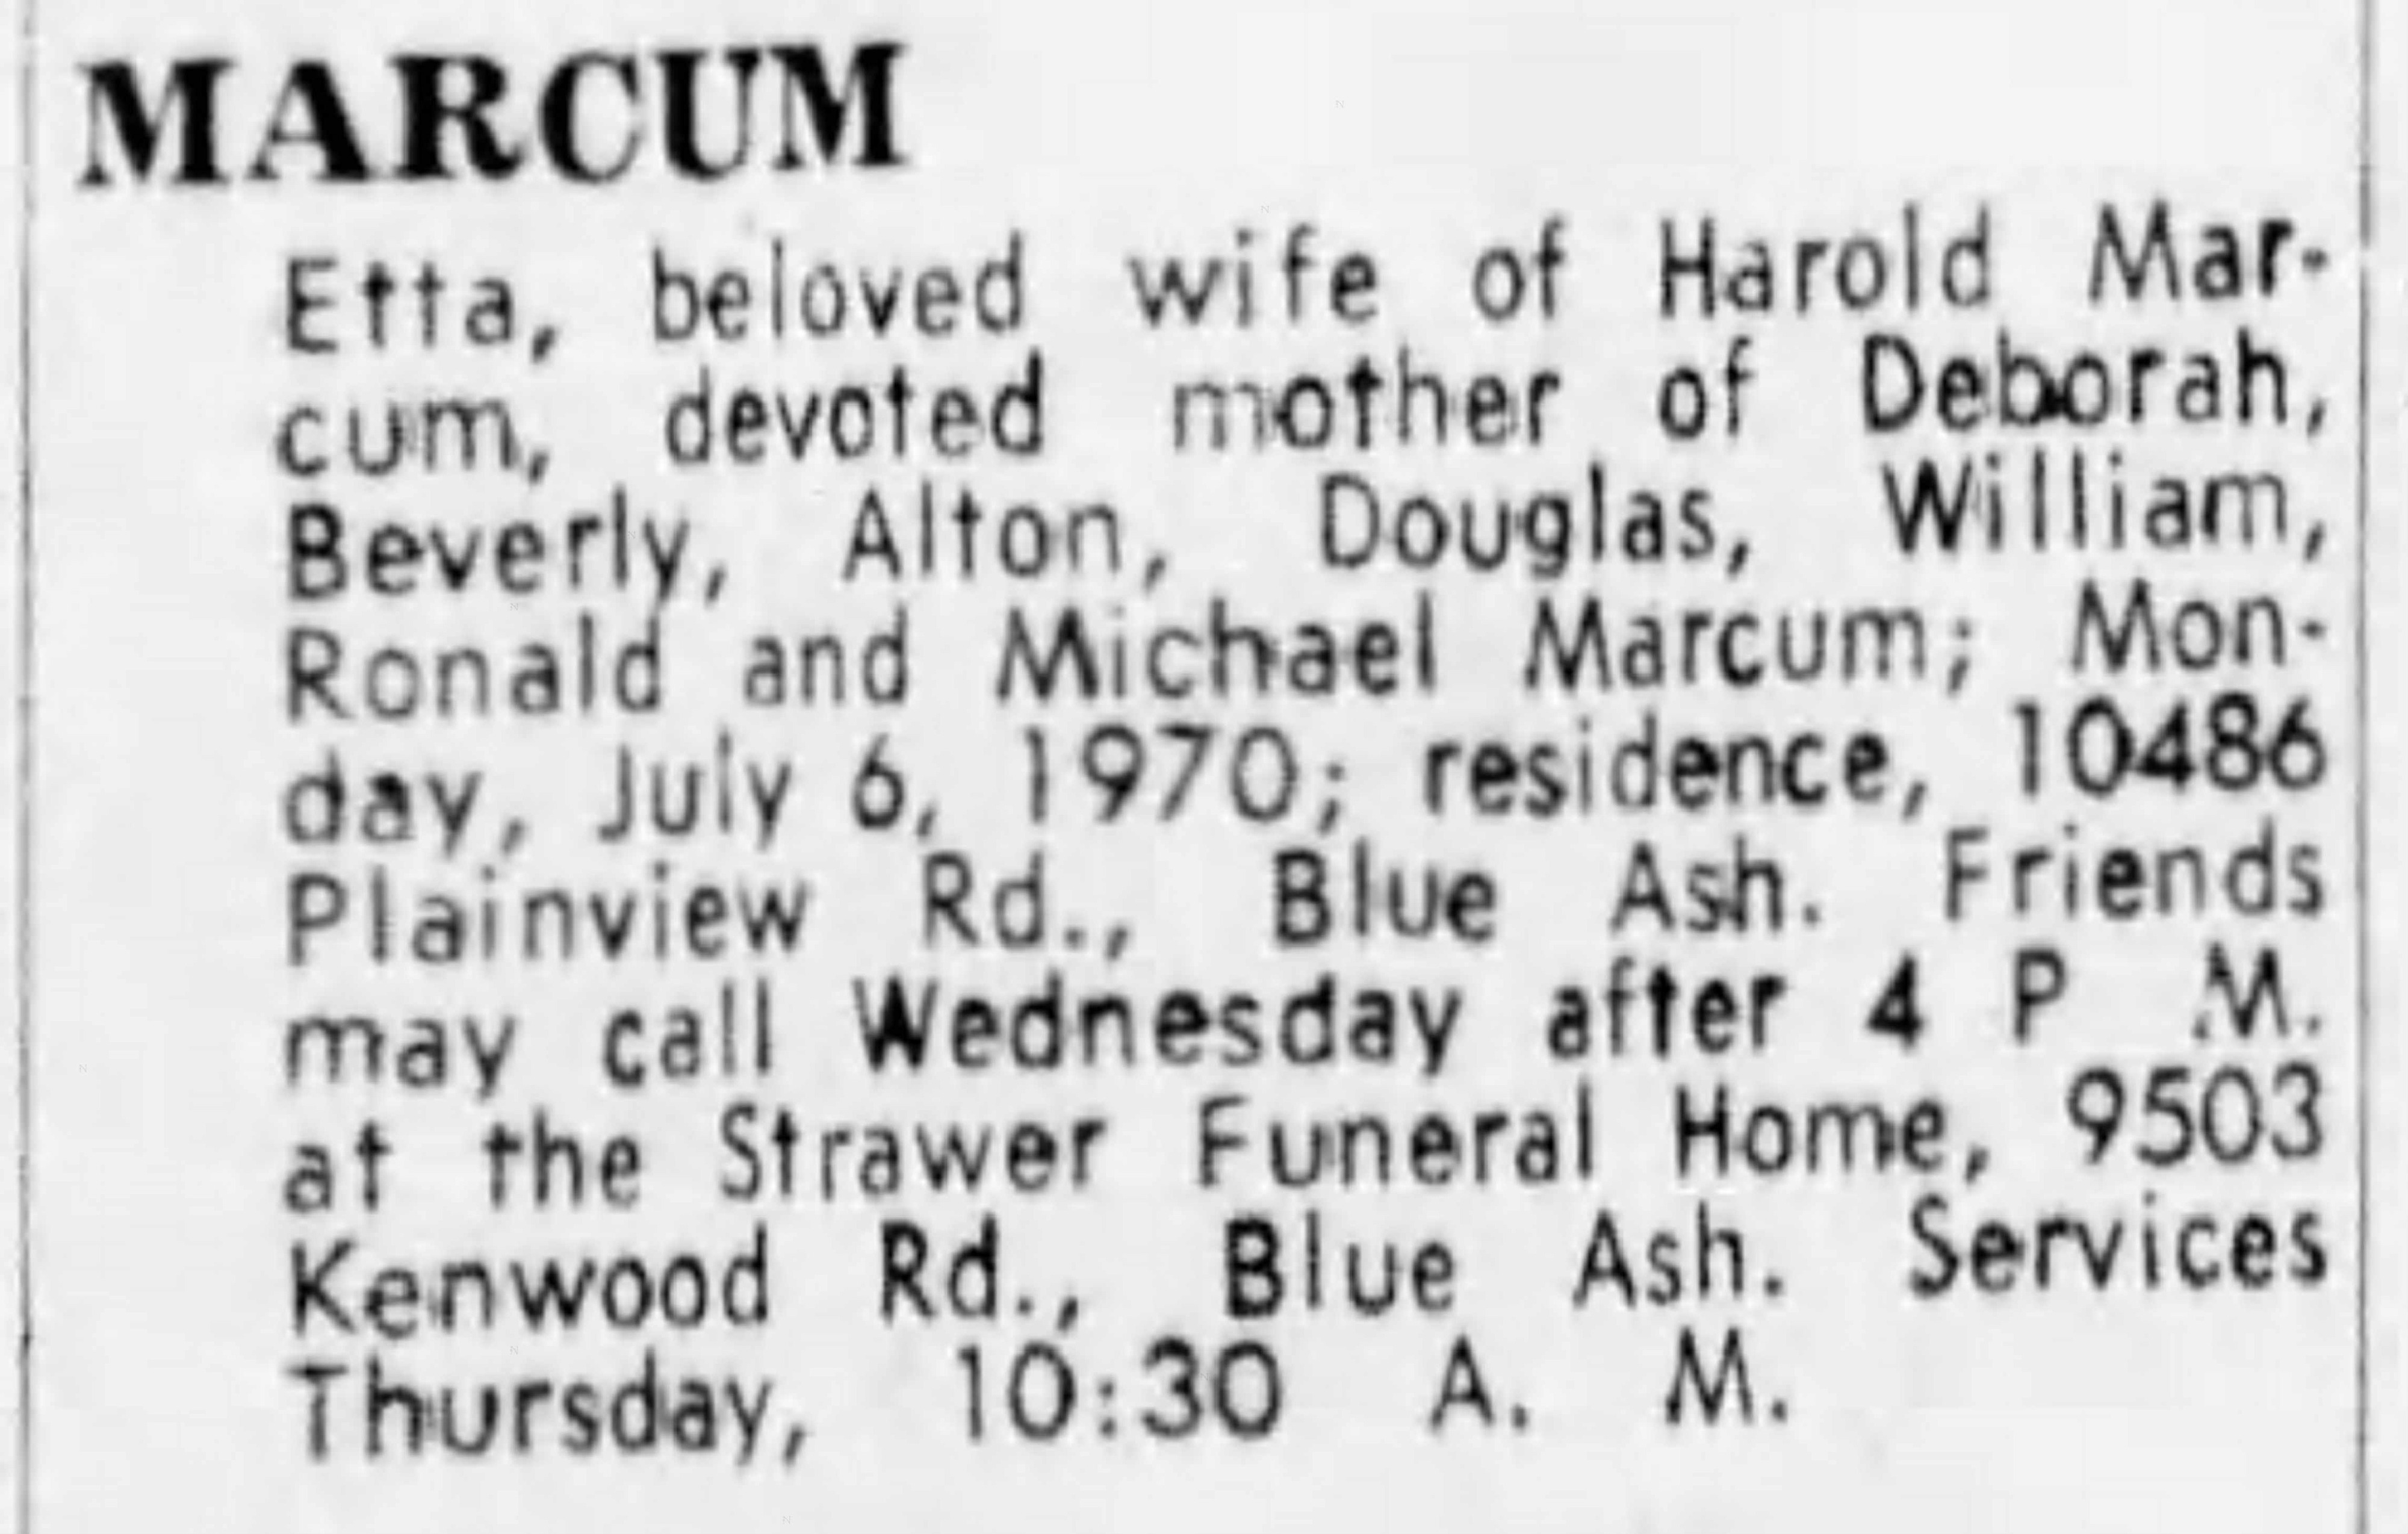 MARCUM
Etta, beloved wife of Harold Mar-
cum, devoted mother of Deborah,
Beverly, Alton, Douglas, William,
Ronald and Michael Marcum; Mon-
day, July 6, 1970; residence, 10486
Plainview Rd., Blue Ash. Friends
may call Wednesday after 4 P M.
at the Strawer Funeral Home, 9503
Kenwood Rd., Blue Ash. Services
Thursday, 10:30 A. M.